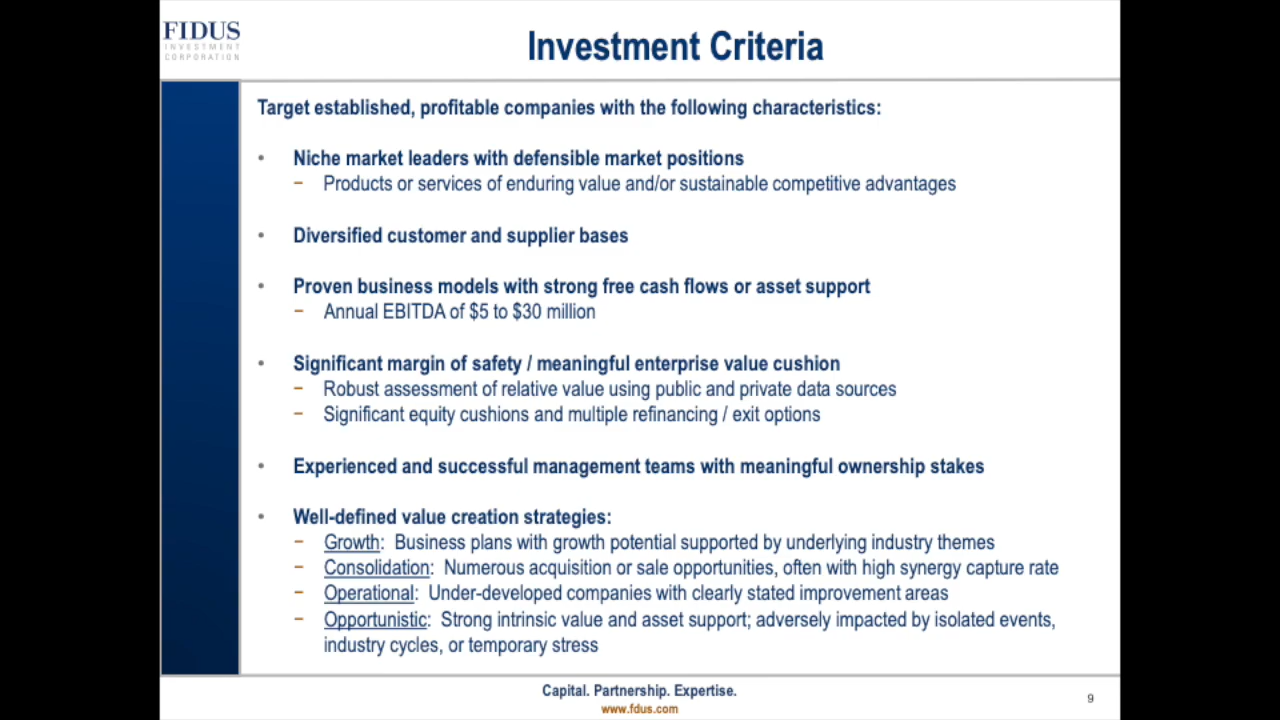 FIDUS
INVESTMENT
CORPORATION
Investment Criteria
Target established, profitable companies with the following characteristics:
• Niche market leaders with defensible market positions
− Products or services of enduring value and/or sustainable competitive advantages
• Diversified customer and supplier bases
• Proven business models with strong free cash flows or asset support
− Annual EBITDA of $5 to $30 million
• Significant margin of safety / meaningful enterprise value cushion
− Robust assessment of relative value using public and private data sources
− Significant equity cushions and multiple refinancing / exit options
• Experienced and successful management teams with meaningful ownership stakes
• Well-defined value creation strategies:
− Growth: Business plans with growth potential supported by underlying industry themes
− Consolidation: Numerous acquisition or sale opportunities, often with high synergy capture rate
− Operational: Under-developed companies with clearly stated improvement areas
− Opportunistic: Strong intrinsic value and asset support; adversely impacted by isolated events,
industry cycles, or temporary stress
Capital. Partnership. Expertise.
www.fdus.com
9